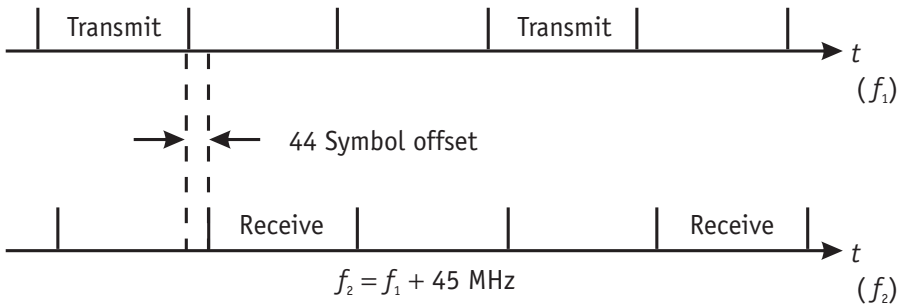 Transmit Transmit
t
(f₁)
44 Symbol offset
Receive Receive
t
f₂ = f₁ + 45 MHz
(f₂)